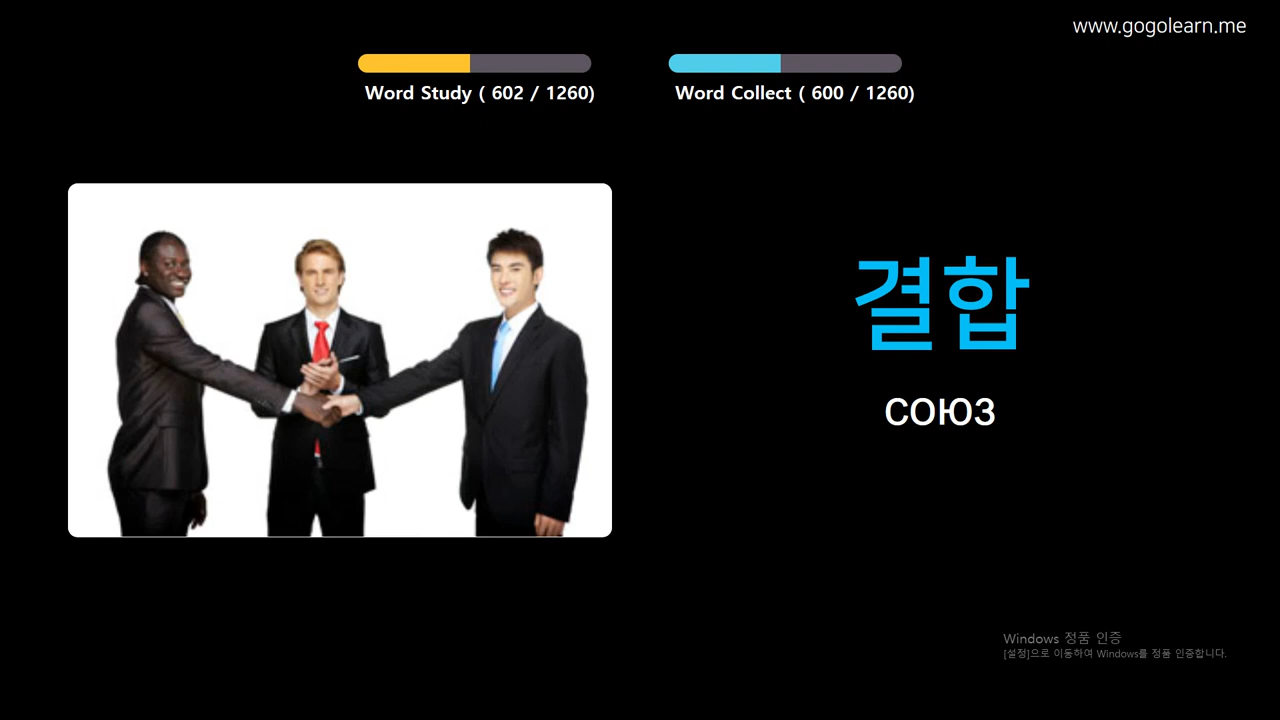 www.gogolearn.me
Word Study ( 602 / 1260)
Word Collect ( 600 / 1260)
결합
союз
Windows 정품 인증
[설정]으로 이동하여 Windows를 정품 인증합니다.